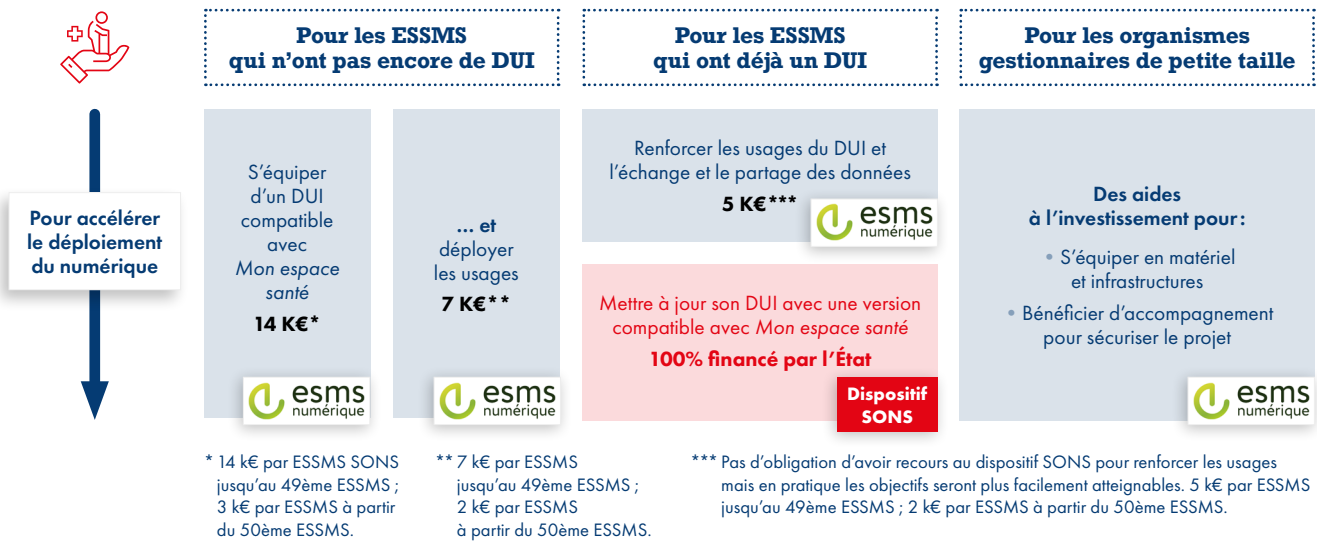 Pour les ESSMS
qui n’ont pas encore de DUI
Pour les ESSMS
qui ont déjà un DUI
Pour les organismes
gestionnaires de petite taille
Pour accélérer
le déploiement
du numérique
S’équiper
d’un DUI
compatible
avec
Mon espace
santé
14 K€*
esms
numérique
... et
déployer
les usages
7 K€**
esms
numérique
Renforcer les usages du DUI et
l’échange et le partage des données
5 K€***
esms
numérique
Mettre à jour son DUI avec une version
compatible avec Mon espace santé
100% financé par l’État
Dispositif
SONS
Des aides
à l’investissement pour :
• S’équiper en matériel
et infrastructures
• Bénéficier d’accompagnement
pour sécuriser le projet
esms
numérique
* 14 k€ par ESSMS SONS
jusqu’au 49ème ESSMS ;
3 k€ par ESSMS à partir
du 50ème ESSMS.
** 7 k€ par ESSMS
jusqu’au 49ème ESSMS ;
2 k€ par ESSMS
à partir du 50ème ESSMS.
*** Pas d’obligation d’avoir recours au dispositif SONS pour renforcer les usages
mais en pratique les objectifs seront plus facilement atteignables. 5 k€ par ESSMS
jusqu’au 49ème ESSMS ; 2 k€ par ESSMS à partir du 50ème ESSMS.